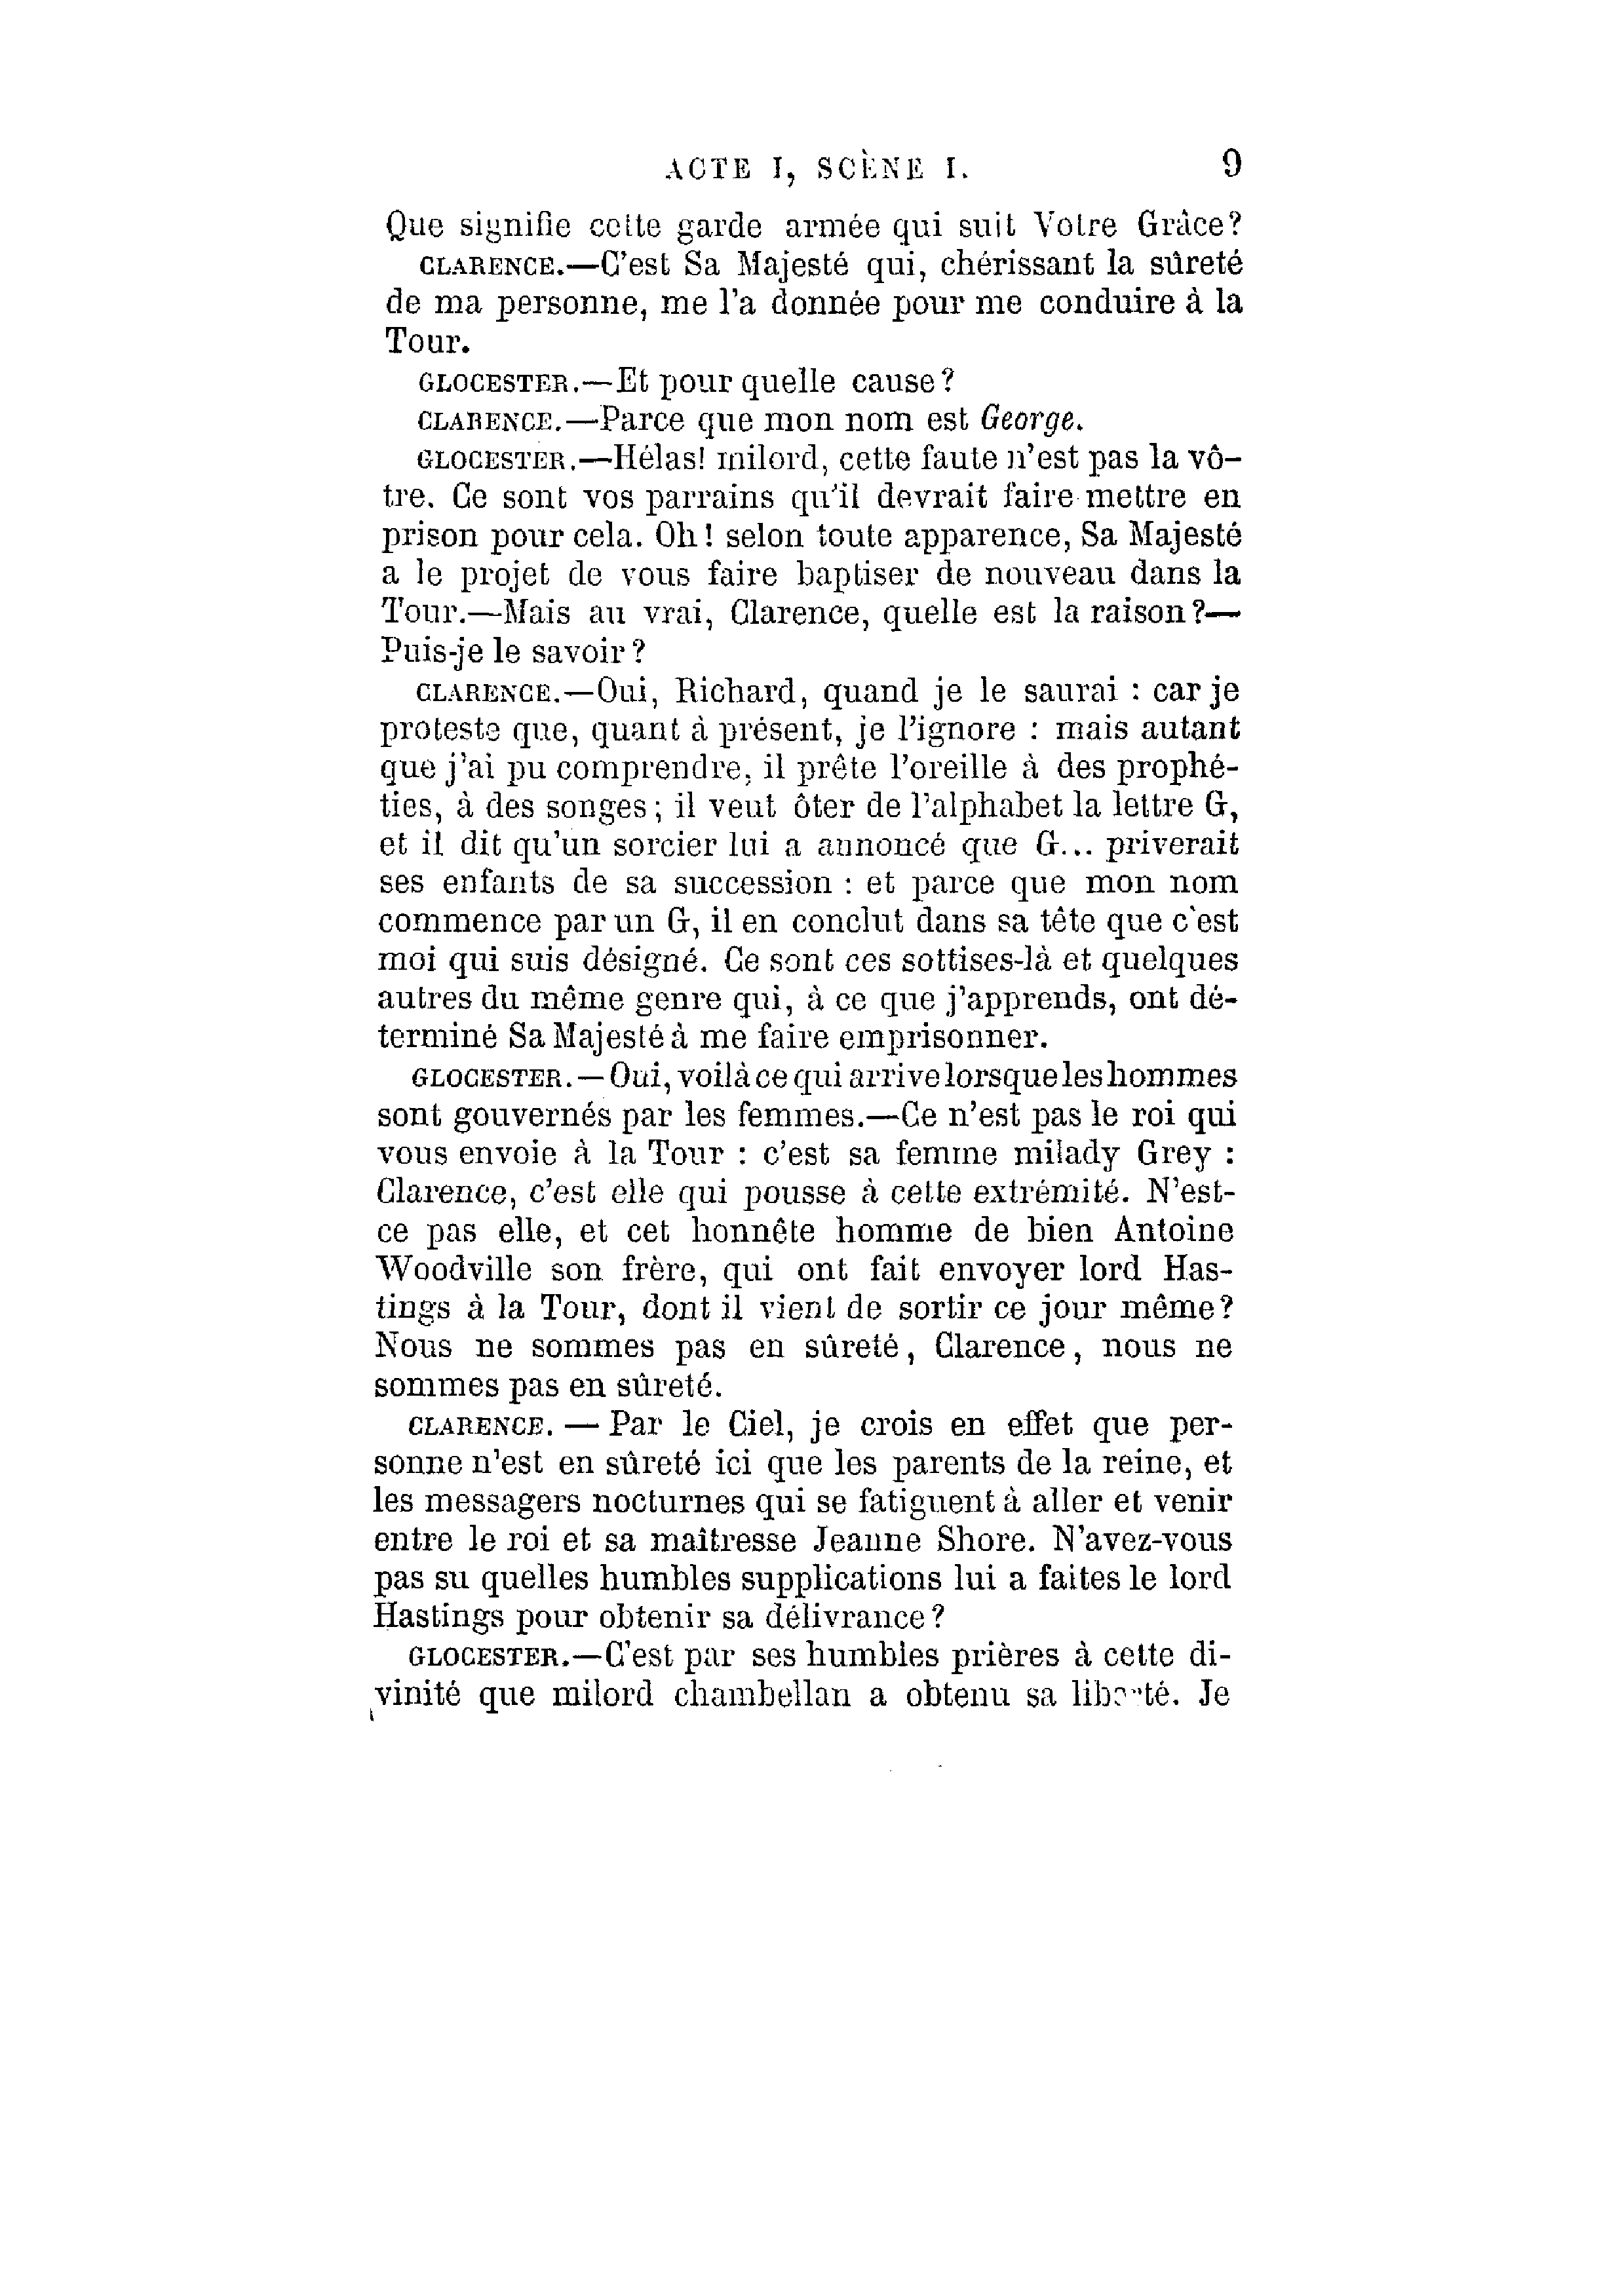 ACTE I, SCÈNE I. 9
Que signifie cette garde armée qui suit Votre Grâce?
CLARENCE.—C'est Sa Majesté qui, chérissant la sûreté
de ma personne, me l'a donnée pour me conduire à la
Tour.
GLOCESTER.—Et pour quelle cause?
CLARENCE.—Parce que mon nom est George.
GLOCESTER.—Hélas! milord, cette faute n'est pas la vô-
tre. Ce sont vos parrains qu'il devrait faire mettre en
prison pour cela. Oh! selon toute apparence, Sa Majesté
a le projet de vous faire baptiser de nouveau dans la
Tour.—Mais au vrai, Clarence, quelle est la raison?—
Puis-je le savoir?
CLARENCE.—Oui, Richard, quand je le saurai : car je
proteste que, quant à présent, je l'ignore : mais autant
que j'ai pu comprendre, il prête l'oreille à des prophé-
ties, à des songes; il veut ôter de l'alphabet la lettre G,
et il dit qu'un sorcier lui a annoncé que G... priverait
ses enfants de sa succession : et parce que mon nom
commence par un G, il en conclut dans sa tête que c'est
moi qui suis désigné. Ce sont ces sottises-là et quelques
autres du même genre qui, à ce que j'apprends, ont dé-
terminé Sa Majesté à me faire emprisonner.
GLOCESTER.—Oui, voilà ce qui arrive lorsque les hommes
sont gouvernés par les femmes.—Ce n'est pas le roi qui
vous envoie à la Tour : c'est sa femme milady Grey :
Clarence, c'est elle qui pousse à cette extrémité. N'est-
ce pas elle, et cet honnête homme de bien Antoine
Woodville son frère, qui ont fait envoyer lord Has-
tings à la Tour, dont il vient de sortir ce jour même?
Nous ne sommes pas en sûreté, Clarence, nous ne
sommes pas en sûreté.
CLARENCE. — Par le Ciel, je crois en effet que per-
sonne n'est en sûreté ici que les parents de la reine, et
les messagers nocturnes qui se fatiguent à aller et venir
entre le roi et sa maîtresse Jeanne Shore. N'avez-vous
pas su quelles humbles supplications lui a faites le lord
Hastings pour obtenir sa délivrance?
GLOCESTER.—C'est par ses humbles prières à cette di-
vinité que milord chambellan a obtenu sa liberté. Je